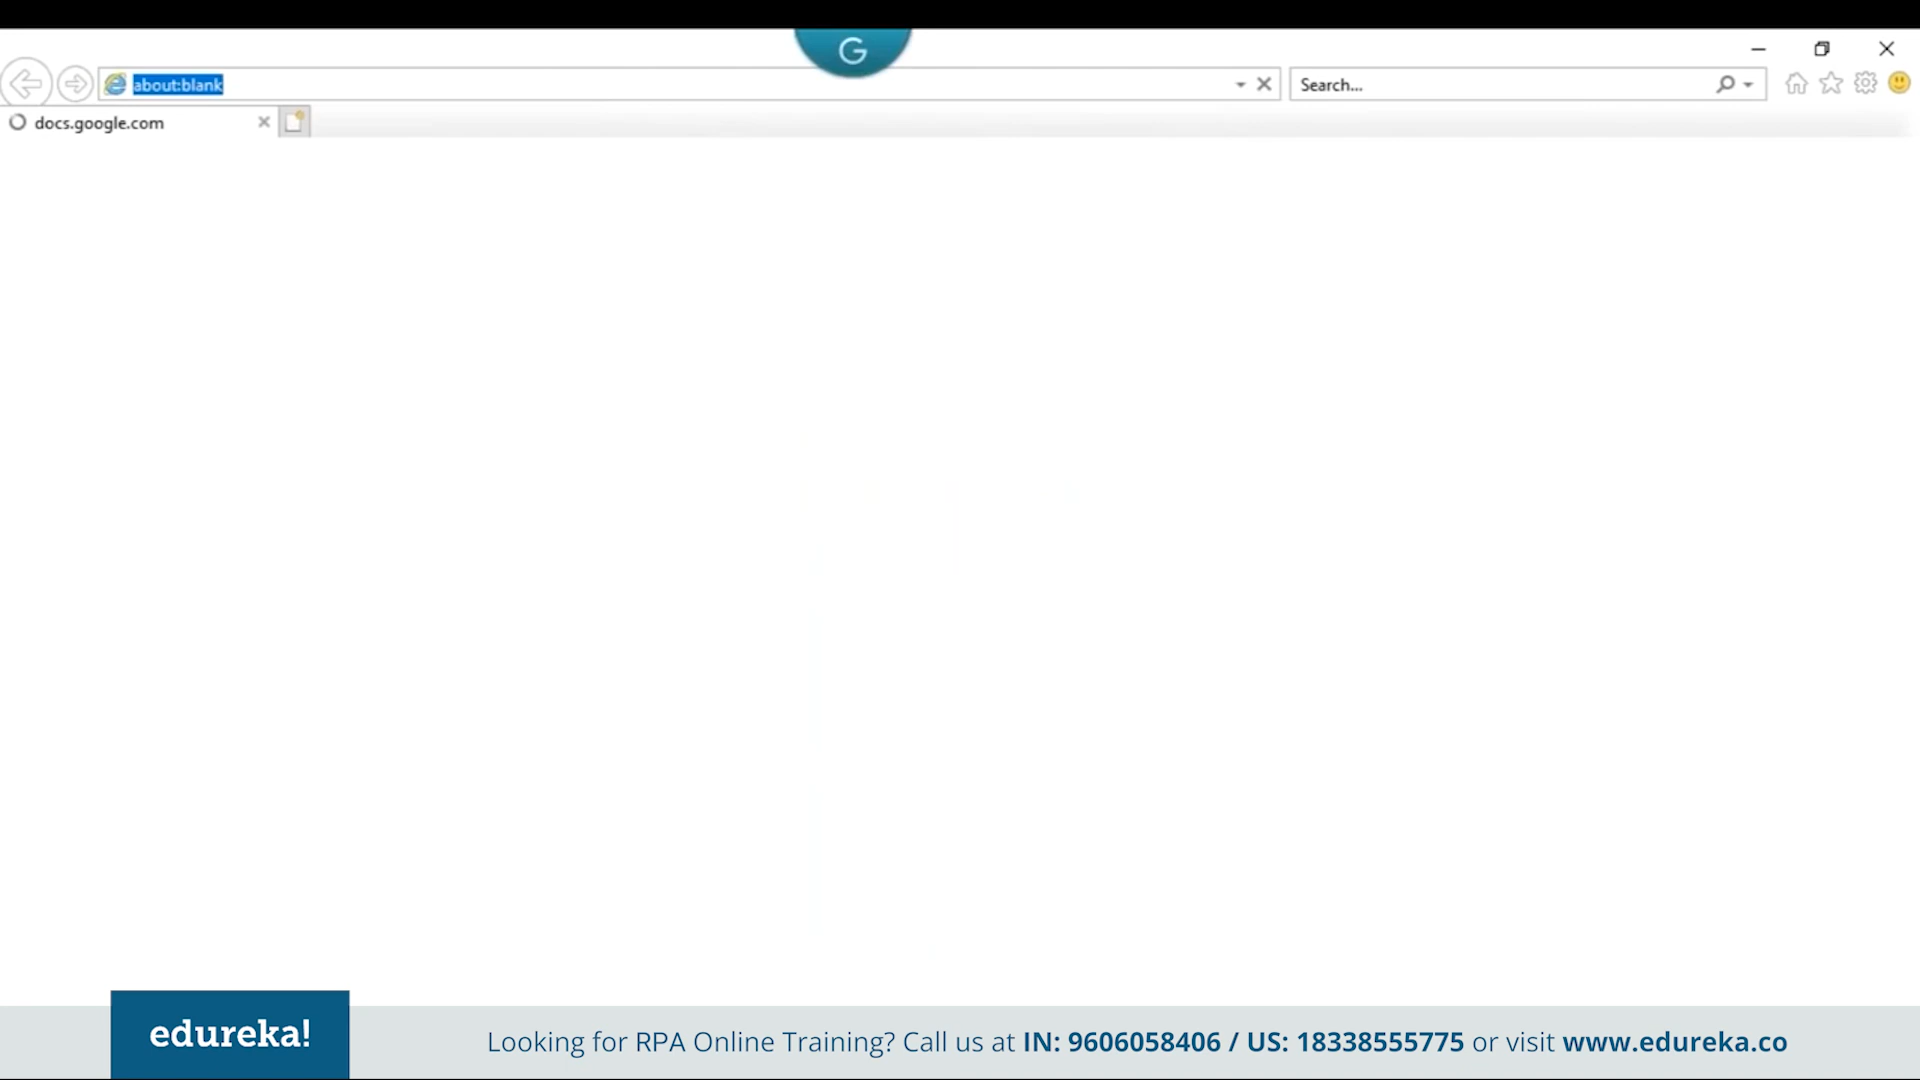 G
about:blank
Search...
docs.google.com
edureka!
Looking for RPA Online Training? Call us at IN: 9606058406 / US: 18338555775 or visit www.edureka.co